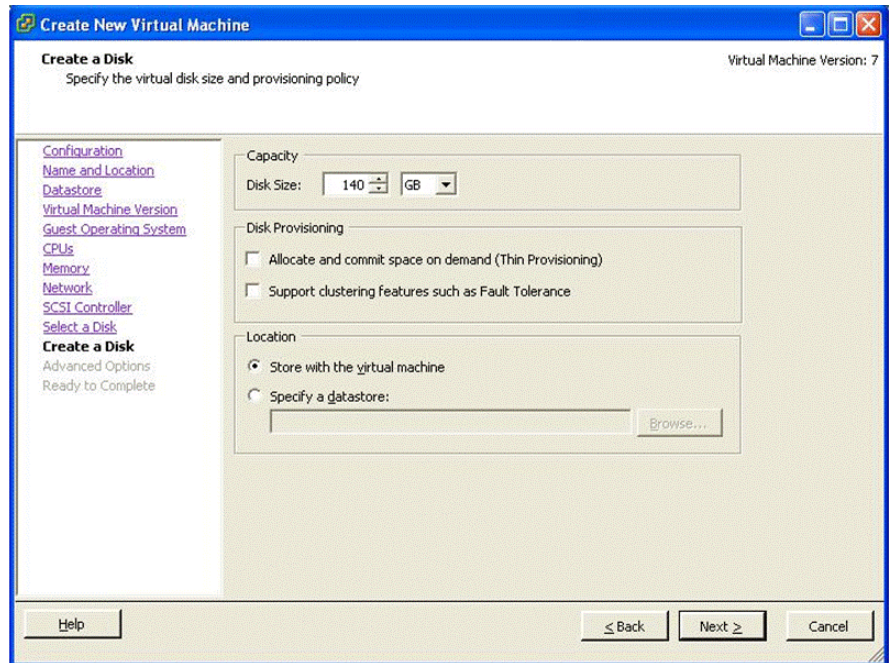 Create New Virtual Machine
Create a Disk
Specify the virtual disk size and provisioning policy
Virtual Machine Version: 7
Configuration
Name and Location
Datastore
Virtual Machine Version
Guest Operating System
CPUs
Memory
Network
SCSI Controller
Select a Disk
Create a Disk
Advanced Options
Ready to Complete
Capacity
Disk Size: 140 GB
Disk Provisioning
Allocate and commit space on demand (Thin Provisioning)
Support clustering features such as Fault Tolerance
Location
Store with the virtual machine
Specify a datastore:
Browse...
Help
< Back
Next >
Cancel